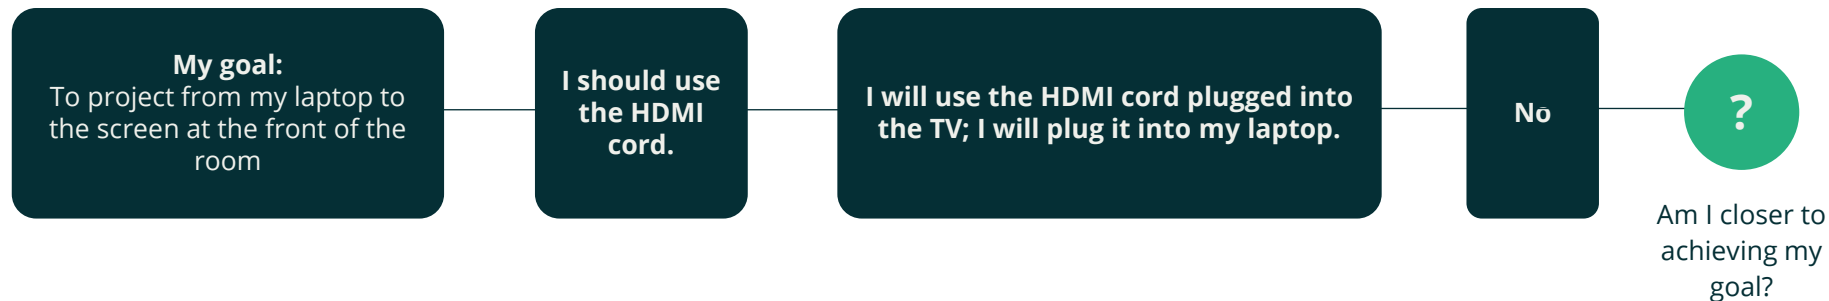 My goal:
To project from my laptop to
the screen at the front of the
room
I should use
the HDMI
cord.
I will use the HDMI cord plugged into
the TV; I will plug it into my laptop.
No
?
Am I closer to
achieving my
goal?